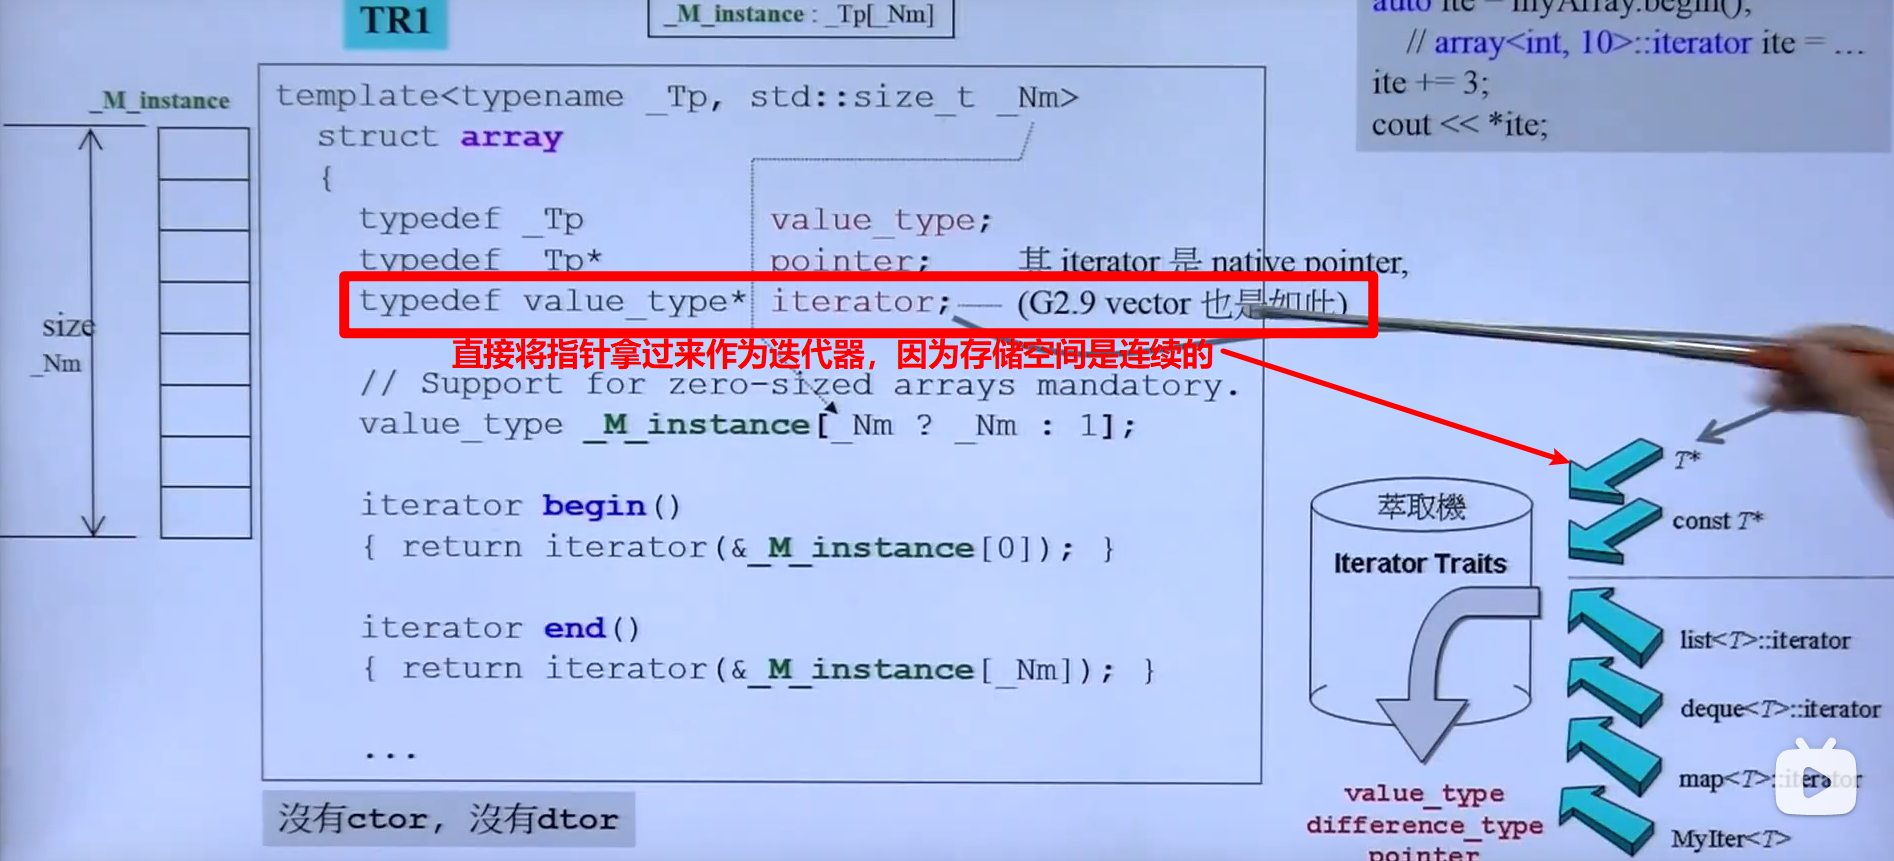 TR1
_M_instance : _Tp[_Nm]
auto ite = myArray.begin();
// array<int, 10>::iterator ite = ...
ite += 3;
cout << *ite;
_M_instance
size
_Nm
template<typename _Tp, std::size_t _Nm>
struct array
{
typedef _Tp value_type;
typedef _Tp* pointer;
其 iterator 是 native pointer,
typedef value_type* iterator;
(G2.9 vector 也是如此)
直接将指针拿过来作为迭代器，因为存储空间是连续的
// Support for zero-sized arrays mandatory.
value_type _M_instance[_Nm ? _Nm : 1];
iterator begin()
{ return iterator(&_M_instance[0]); }
iterator end()
{ return iterator(&_M_instance[_Nm]); }
...
沒有ctor, 沒有dtor
萃取機
Iterator Traits
T*
const T*
list<T>::iterator
deque<T>::iterator
map<T>::iterator
MyIter<T>
value_type
difference_type
pointer